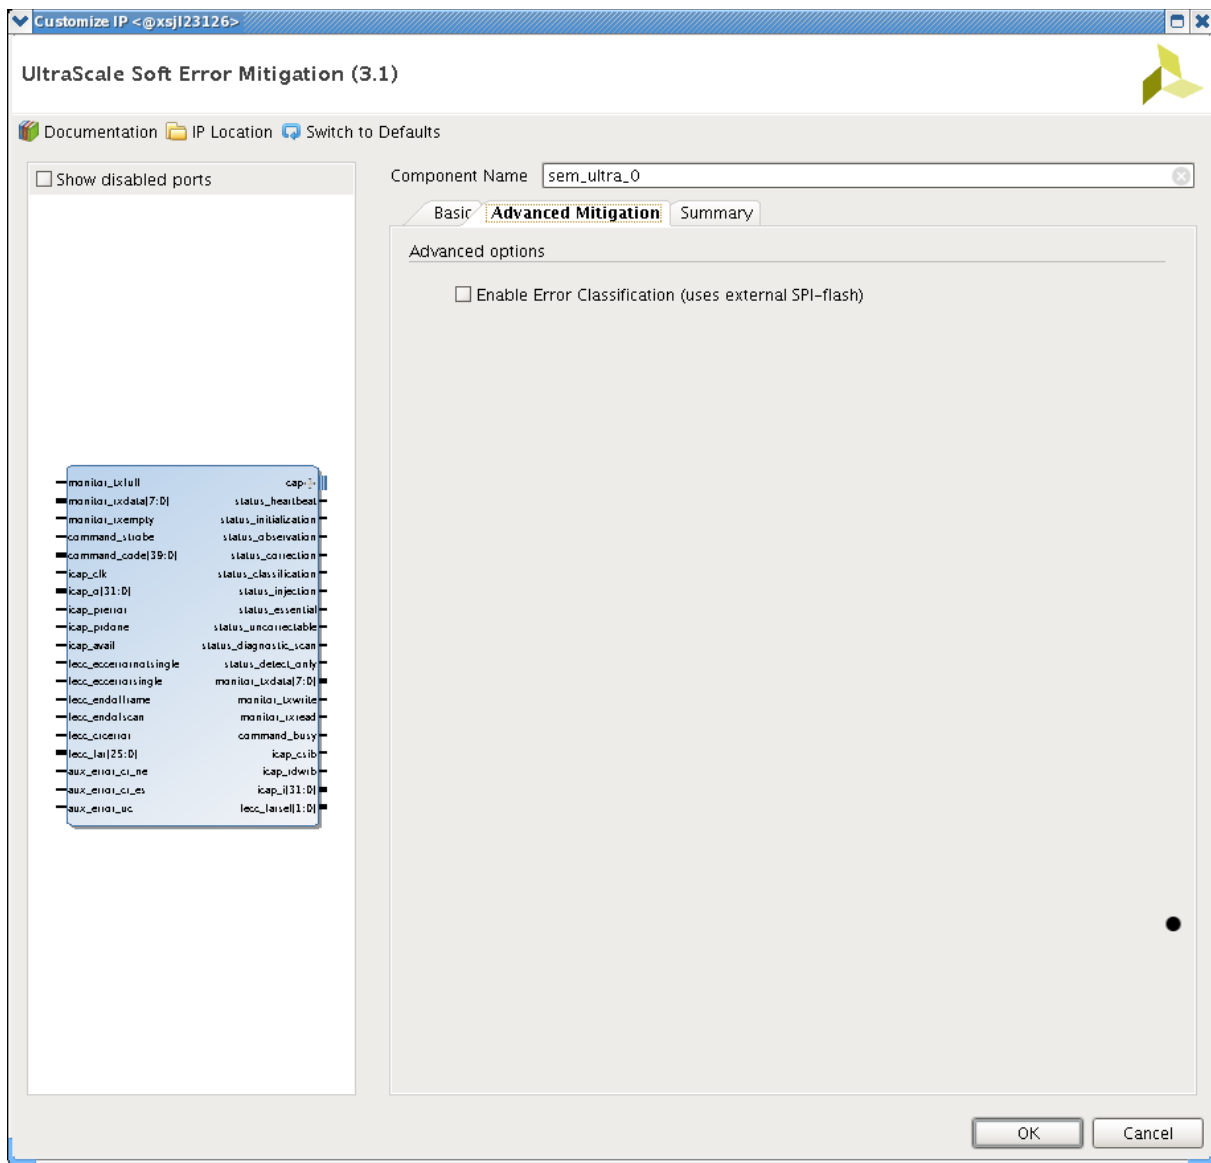 Customize IP <@xsjl23126>
UltraScale Soft Error Mitigation (3.1)
Documentation IP Location Switch to Defaults
Show disabled ports
Component Name sem_ultra_0
Basic Advanced Mitigation Summary
Advanced options
Enable Error Classification (uses external SPI-flash)
monitor_txfull
monitor_rxdata[7:0]
monitor_rxempty
command_strobe
command_code[39:0]
icap_clk
icap_o[31:0]
icap_prerror
icap_prdone
icap_avail
fecc_eccerrornotsingle
fecc_eccerrorsingle
fecc_endofframe
fecc_endofscan
fecc_crcerror
fecc_far[25:0]
aux_error_cr_ne
aux_error_cr_es
aux_error_uc
status_heartbeat
status_initialization
status_observation
status_correction
status_classification
status_injection
status_essential
status_uncorrectable
status_diagnostic_scan
status_detect_only
monitor_txdata[7:0]
monitor_txwrite
monitor_rxread
command_busy
icap_csib
icap_rdwrb
icap_i[31:0]
fecc_farsel[1:0]
OK Cancel